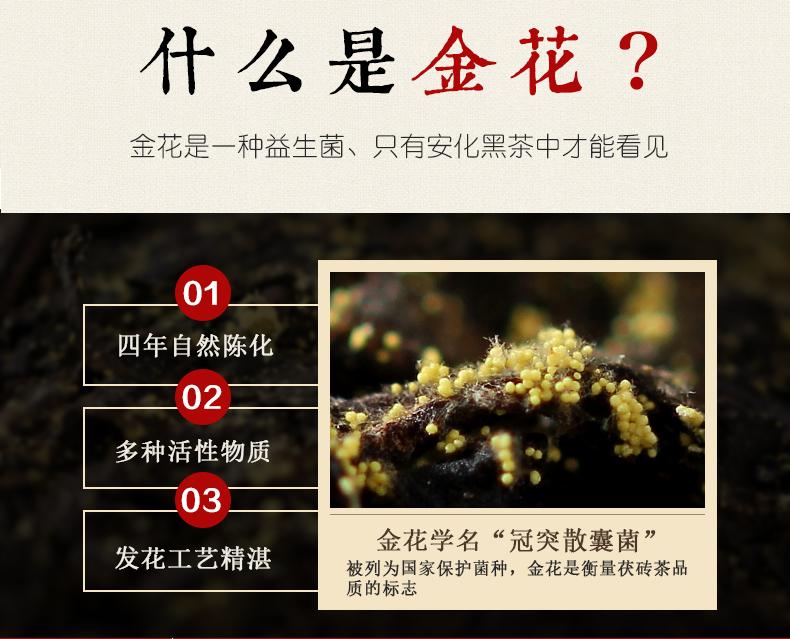 什么是金花？
金花是一种益生菌、只有安化黑茶中才能看见
01
四年自然陈化
02
多种活性物质
03
发花工艺精湛
金花学名“冠突散囊菌”
被列为国家保护菌种，金花是衡量茯砖茶品
质的标志